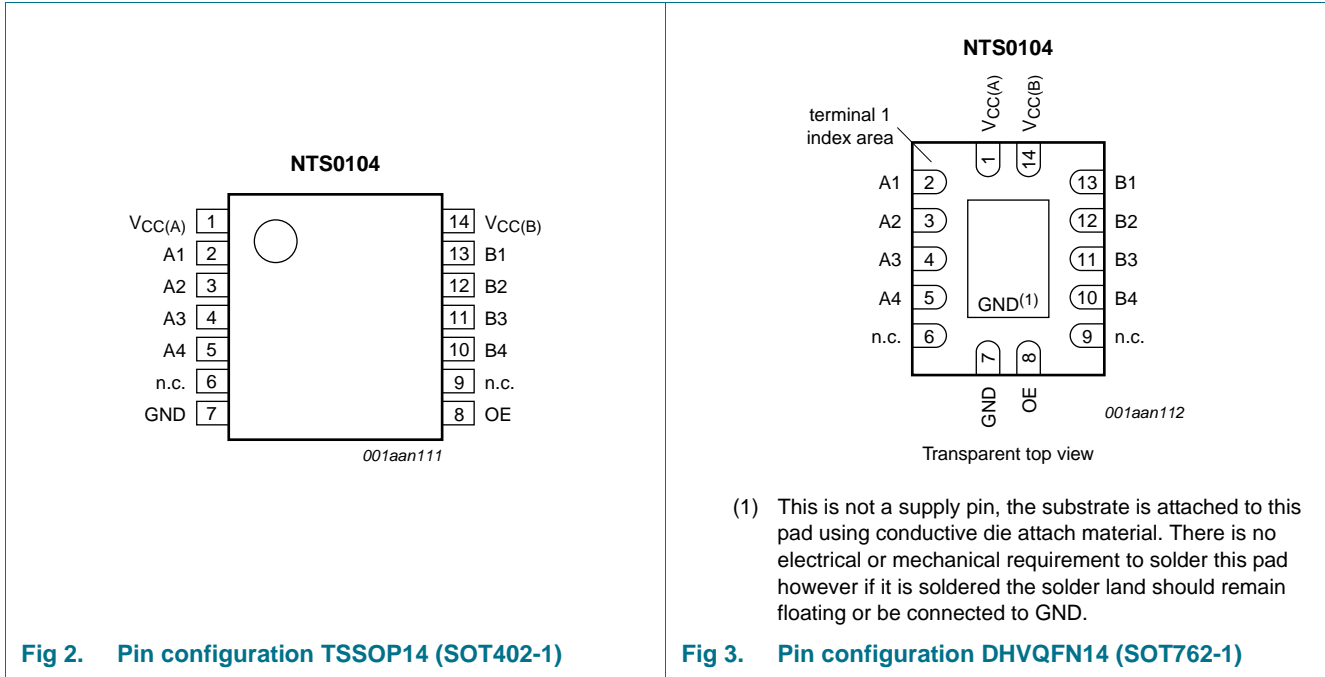 NTS0104
VCC(A) 1
A1 2
A2 3
A3 4
A4 5
n.c. 6
GND 7
14 VCC(B)
13 B1
12 B2
11 B3
10 B4
9 n.c.
8 OE
001aan111
Fig 2. Pin configuration TSSOP14 (SOT402-1)
NTS0104
terminal 1
index area
VCC(A)
VCC(B)
1
14
A1 2
A2 3
A3 4
A4 5
n.c. 6
13 B1
12 B2
11 B3
10 B4
9 n.c.
GND(1)
7
8
GND
OE
001aan112
Transparent top view
(1) This is not a supply pin, the substrate is attached to this
pad using conductive die attach material. There is no
electrical or mechanical requirement to solder this pad
however if it is soldered the solder land should remain
floating or be connected to GND.
Fig 3. Pin configuration DHVQFN14 (SOT762-1)